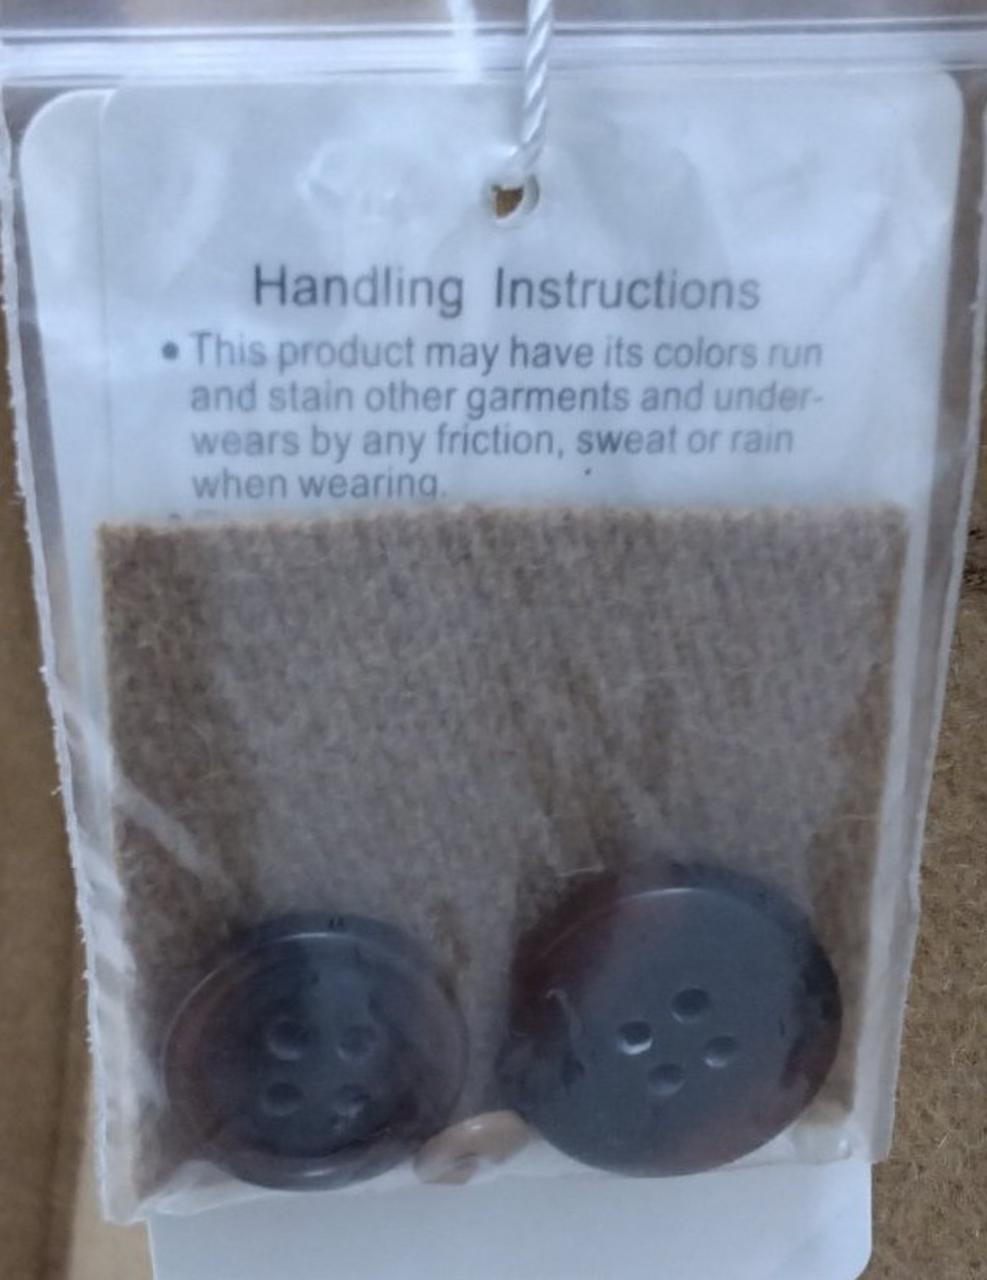 Handling Instructions
• This product may have its colors run
and stain other garments and under-
wears by any friction, sweat or rain
when wearing.